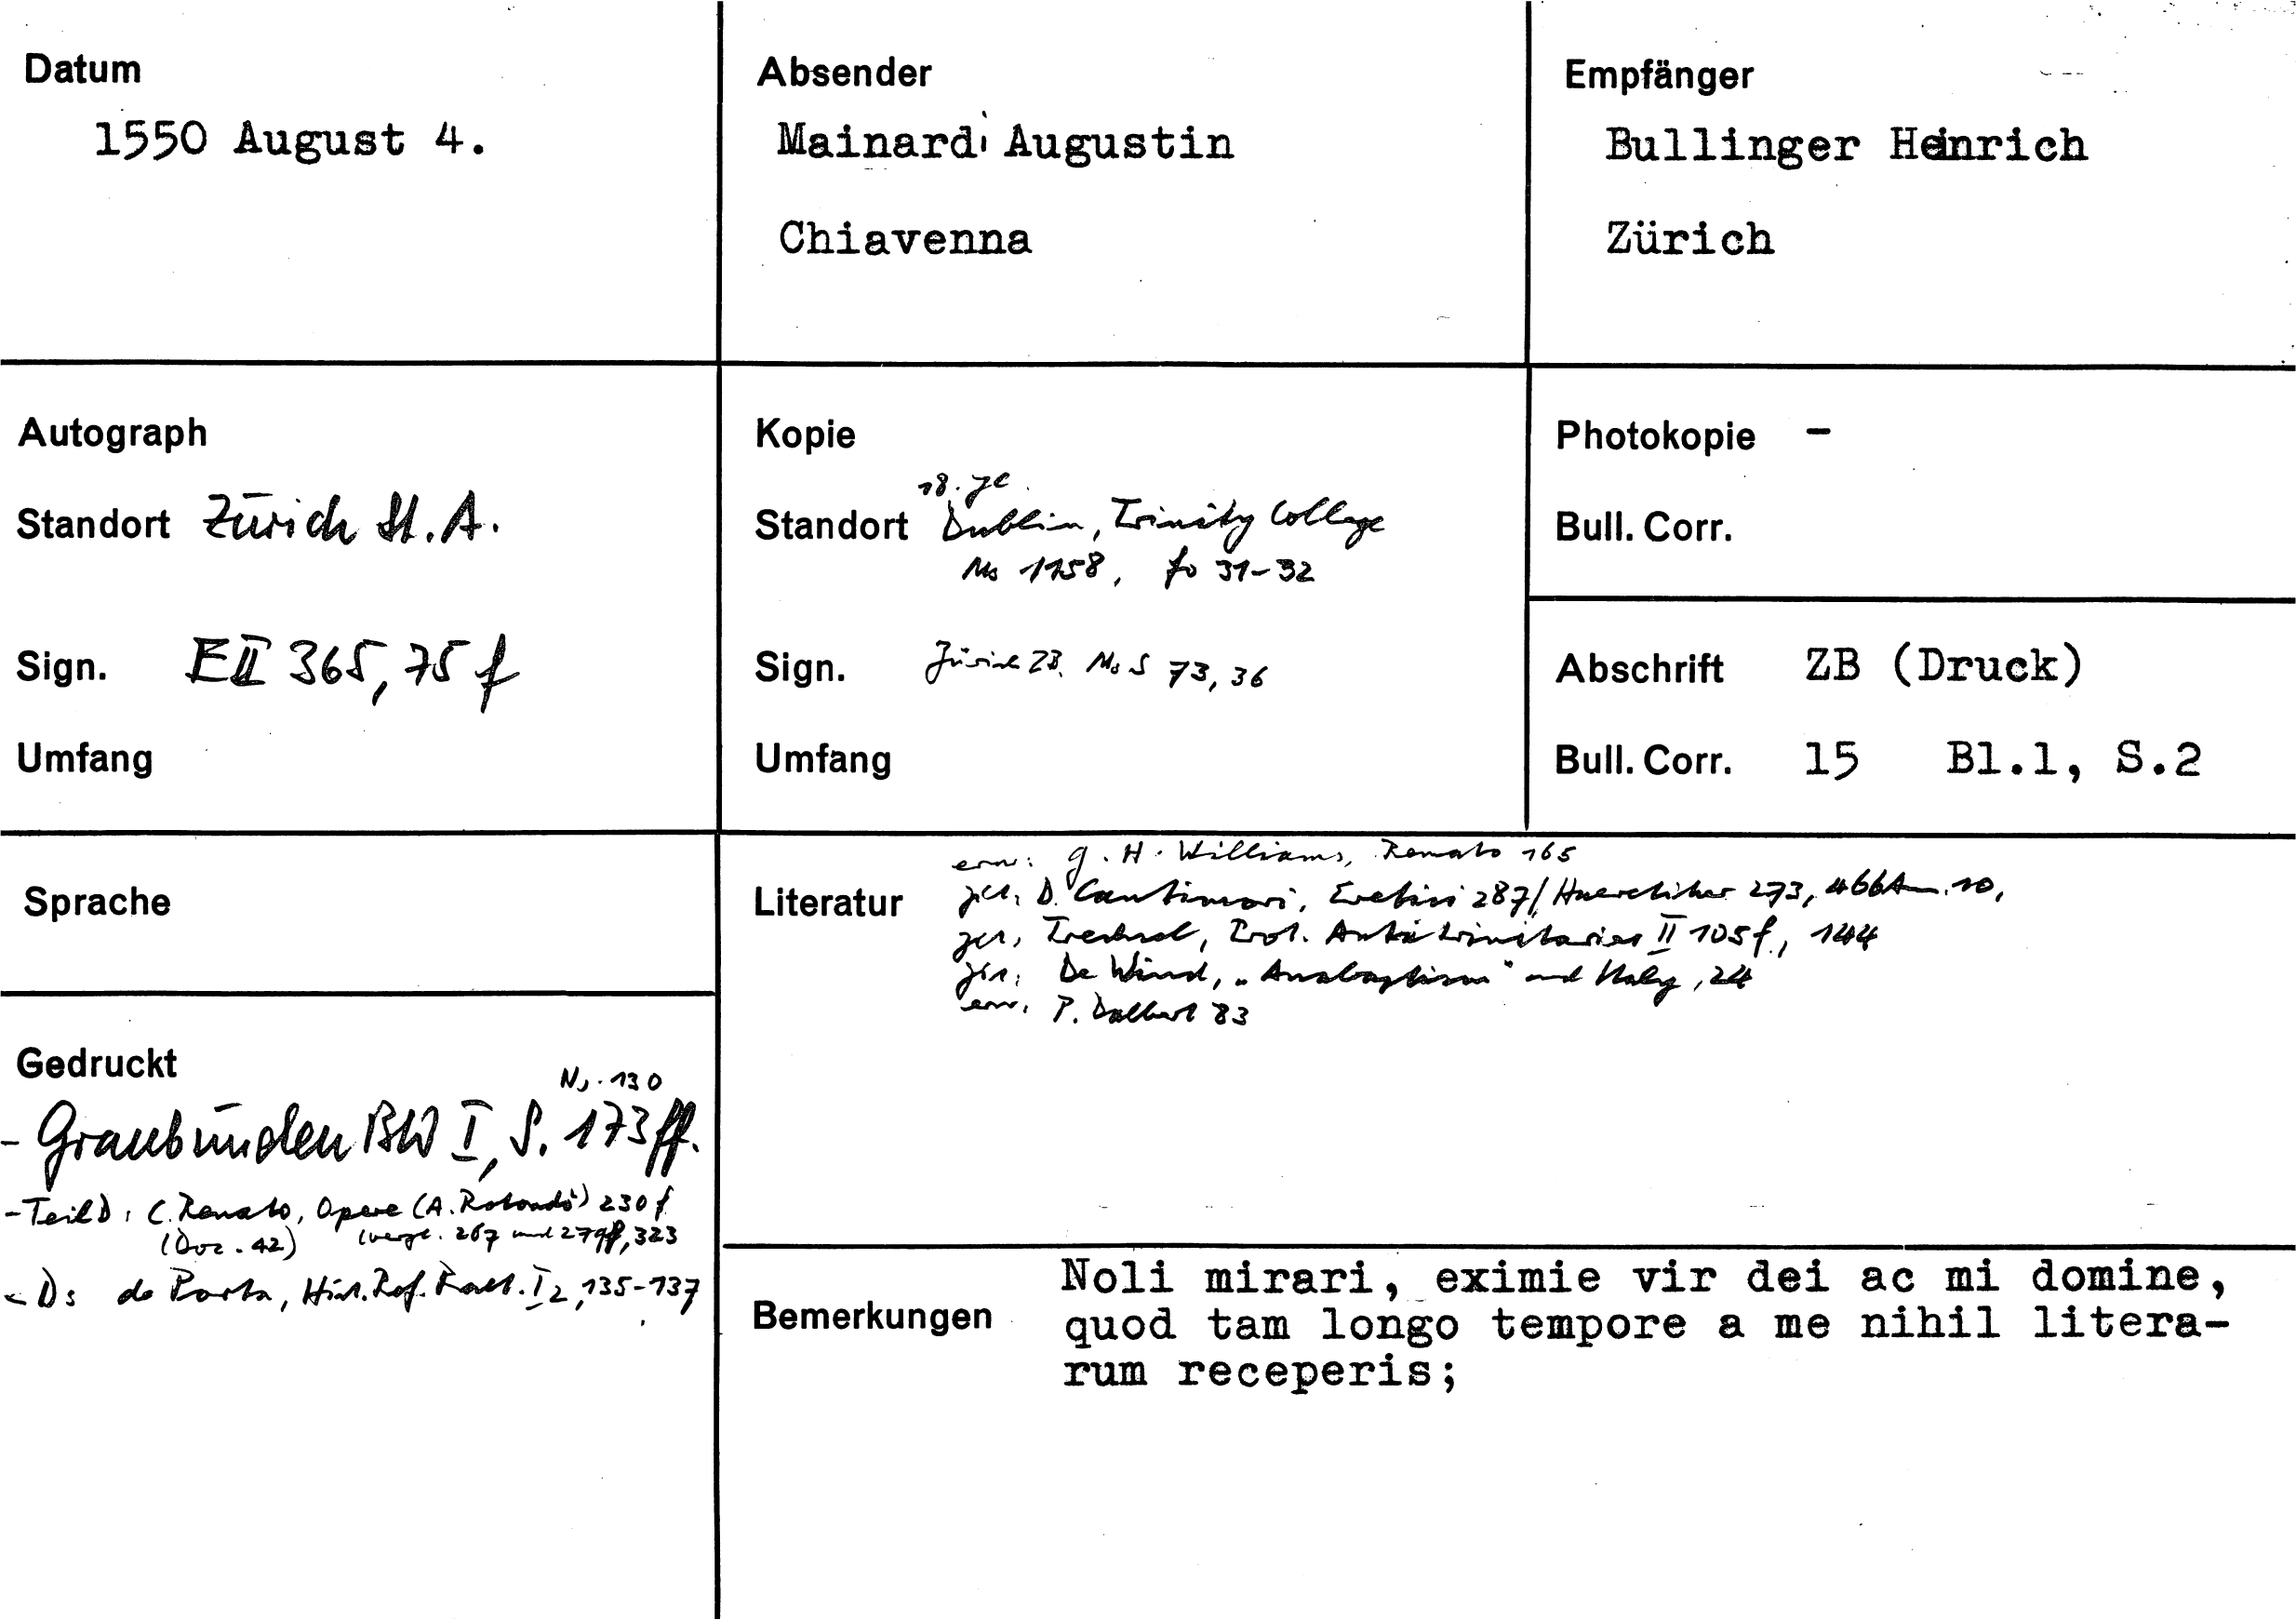 Datum
1550 August 4.
Absender
Mainardi Augustin
Chiavenna
Empfänger
Bullinger Heinrich
Zürich
Autograph
Standort Zürich St.A.
Sign. E II 365, 75 f
Umfang
Kopie
18. Jh.
Standort Dublin, Trinity College
Ms 1158, fo 31-32
Sign. Zürich ZB. Ms S 73, 36
Umfang
Photokopie -
Bull. Corr.
Abschrift ZB (Druck)
Bull. Corr. 15 Bl.1, S.2
Sprache
Gedruckt
Nr. 130
- Graubünden BW I, S. 173 ff.
- Teil D: C. Renato, Opere (A. Rotondò) 230 f
(Doc. 42) (vergl. 267 und 279ff, 323
- D: de Porta, Hist. Ref. Raet. I 2, 135-137
Literatur
erw: G. H. Williams, Renato 165
zit: D. Cantimori, Eretici 287/ Haeretiker 273, 466 Anm. 10,
zit: Trechsel, Prot. Antitrinitarier II 105 f., 144
zit: De Wind, "Anabaptism" and Italy, 24
erw. P. Dalbert 83
Bemerkungen
Noli mirari, eximie vir dei ac mi domine,
quod tam longo tempore a me nihil litera-
rum receperis;